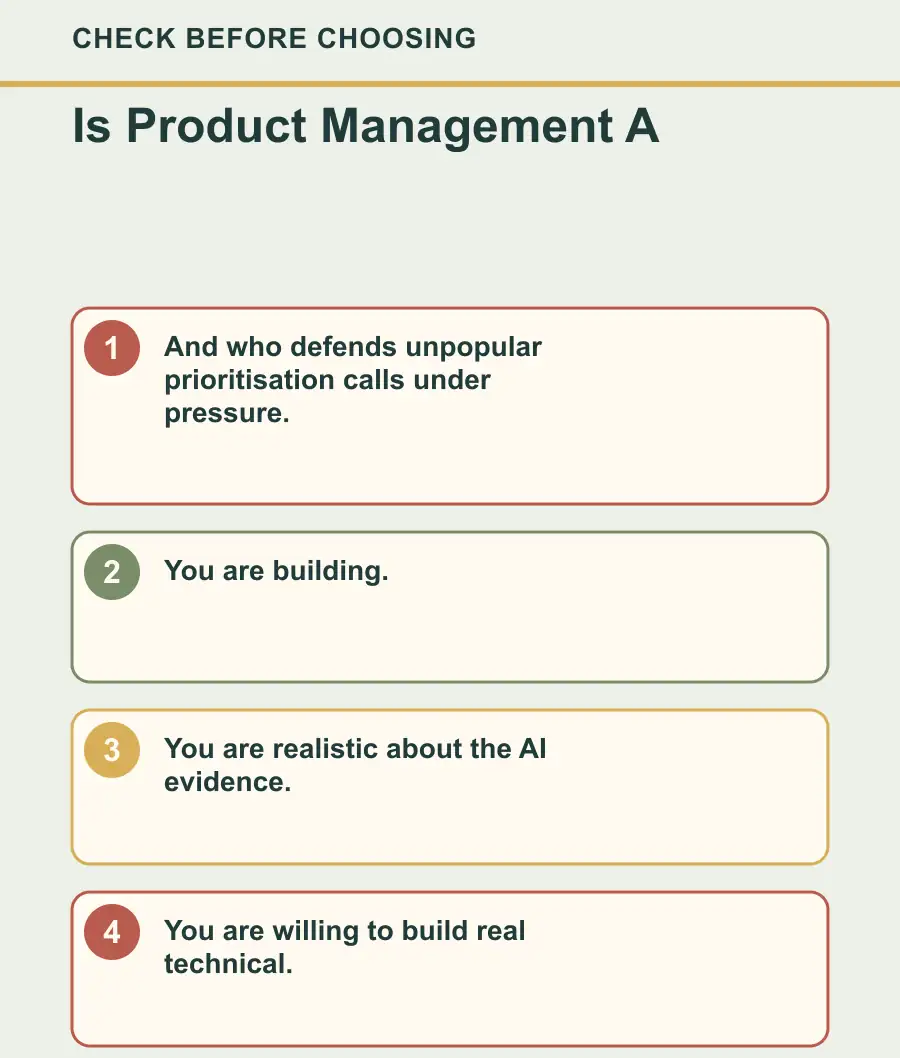 CHECK BEFORE CHOOSING
Is Product Management A
1
And who defends unpopular
prioritisation calls under
pressure.
2
You are building.
3
You are realistic about the AI
evidence.
4
You are willing to build real
technical.